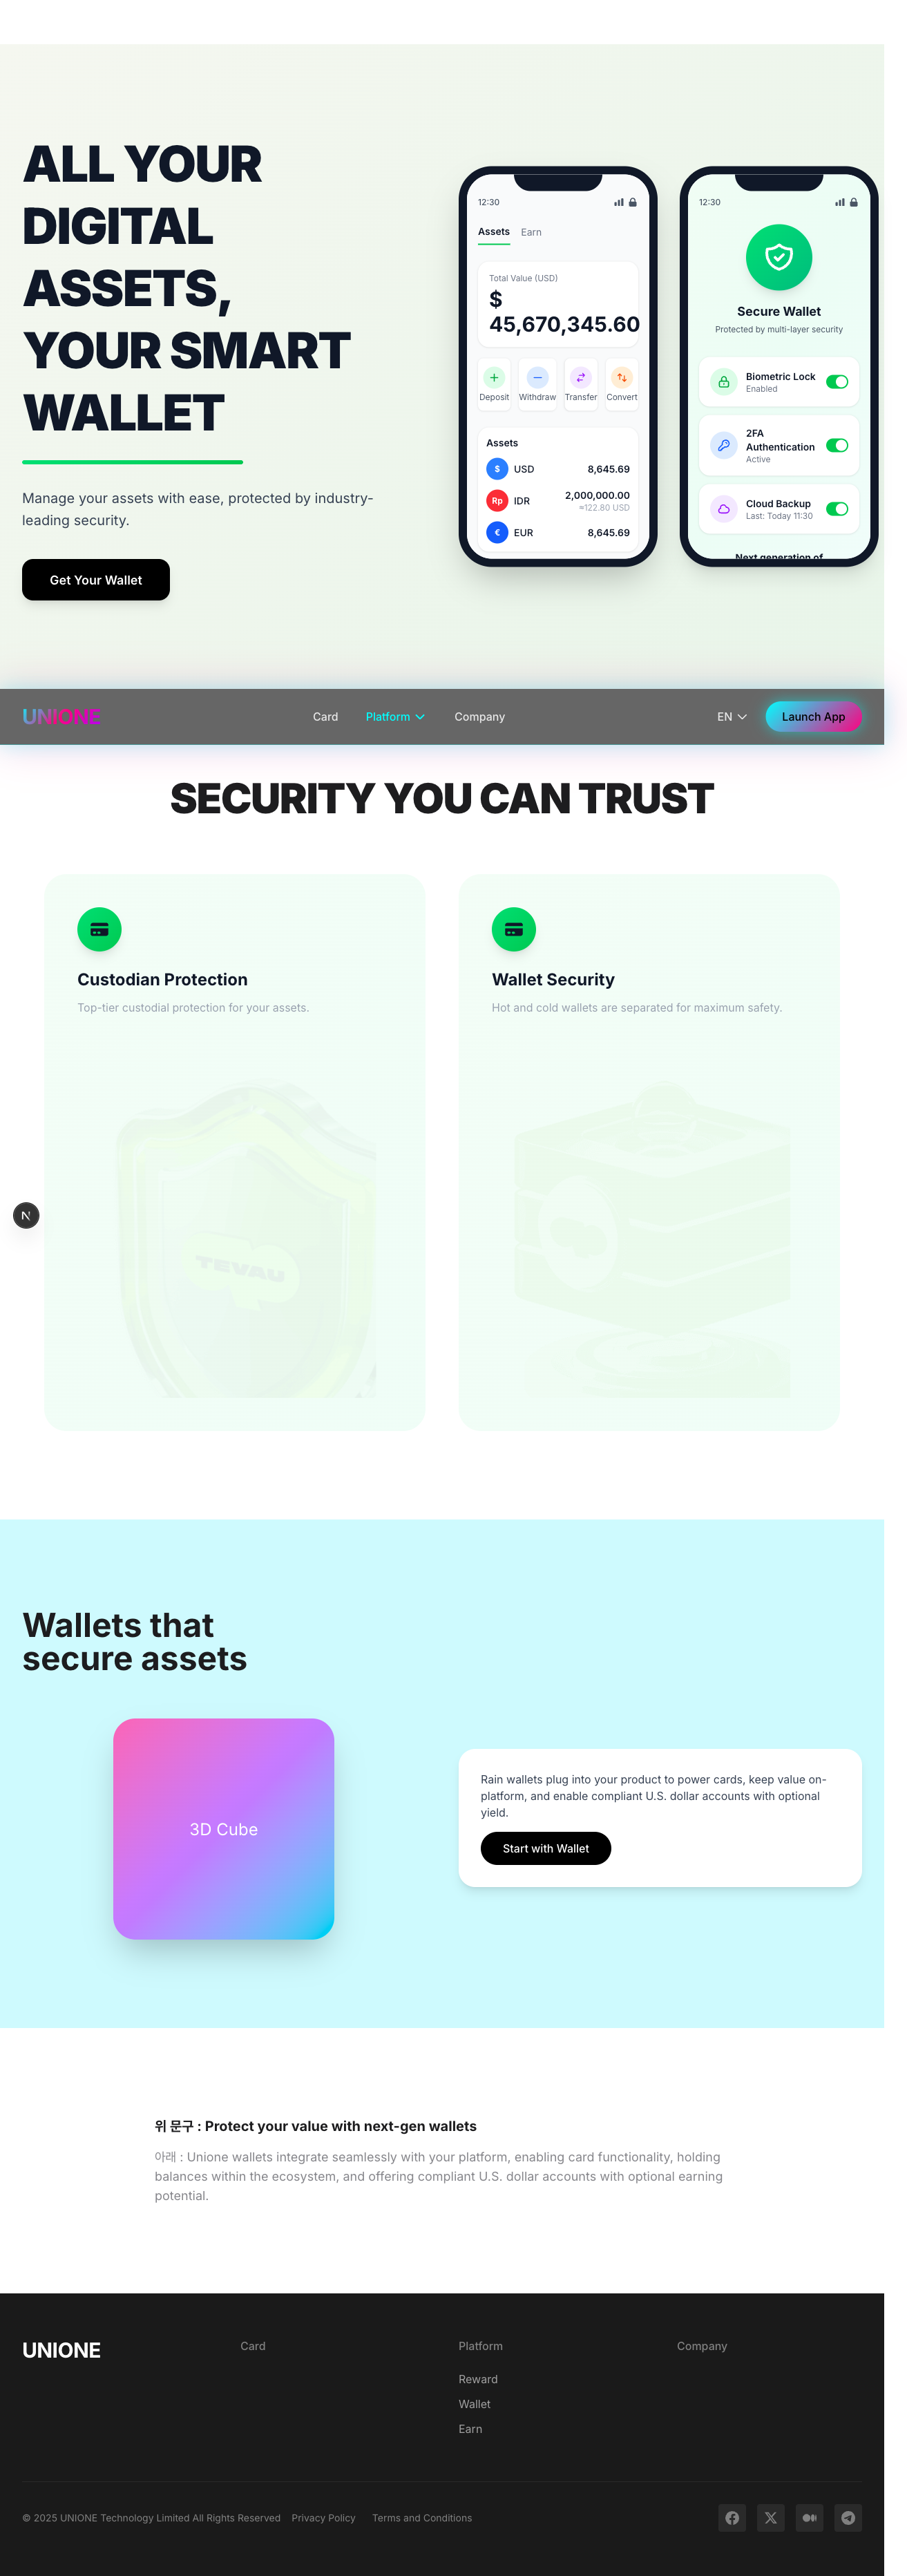 ALL YOUR
DIGITAL
ASSETS,
YOUR SMART
WALLET
Manage your assets with ease, protected by industry-
leading security.
Get Your Wallet
12:30
Assets Earn
Total Value (USD)
$
45,670,345.60
Deposit Withdraw Transfer Convert
Assets
$ USD 8,645.69
Rp IDR 2,000,000.00
≈122.80 USD
€ EUR 8,645.69
12:30
Secure Wallet
Protected by multi-layer security
Biometric Lock
Enabled
2FA
Authentication
Active
Cloud Backup
Last: Today 11:30
Next generation of
UNIONE Card Platform Company EN Launch App
SECURITY YOU CAN TRUST
Custodian Protection
Top-tier custodial protection for your assets.
TEVAU
Wallet Security
Hot and cold wallets are separated for maximum safety.
N
Wallets that
secure assets
3D Cube
Rain wallets plug into your product to power cards, keep value on-
platform, and enable compliant U.S. dollar accounts with optional
yield.
Start with Wallet
위 문구 : Protect your value with next-gen wallets
아래 : Unione wallets integrate seamlessly with your platform, enabling card functionality, holding
balances within the ecosystem, and offering compliant U.S. dollar accounts with optional earning
potential.
UNIONE Card Platform Company
Reward
Wallet
Earn
© 2025 UNIONE Technology Limited All Rights Reserved Privacy Policy Terms and Conditions